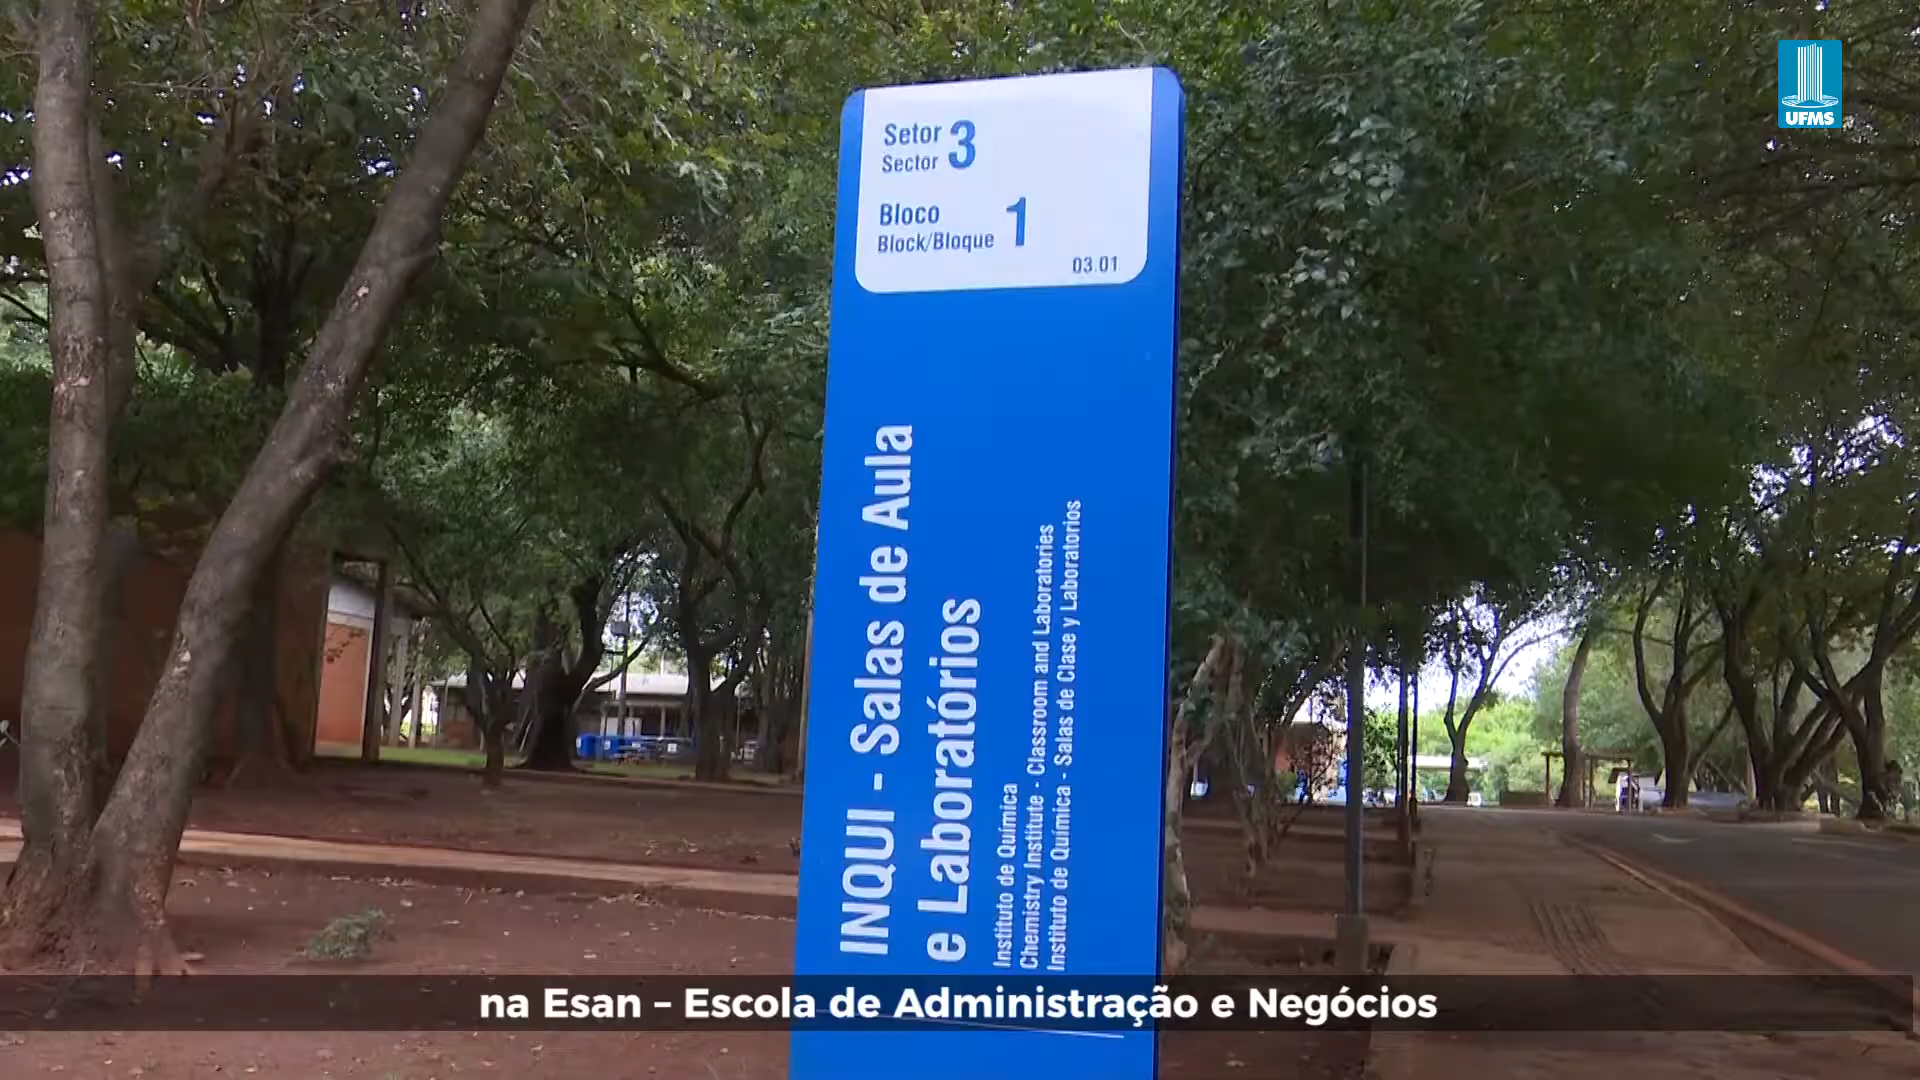 UFMS
Setor 3
Sector
Bloco 1
Block/Bloque
03.01
INQUI - Salas de Aula
e Laboratórios
Instituto de Química
Chemistry Institute - Classroom and Laboratories
Instituto de Química - Salas de Clase y Laboratorios
na Esan – Escola de Administração e Negócios